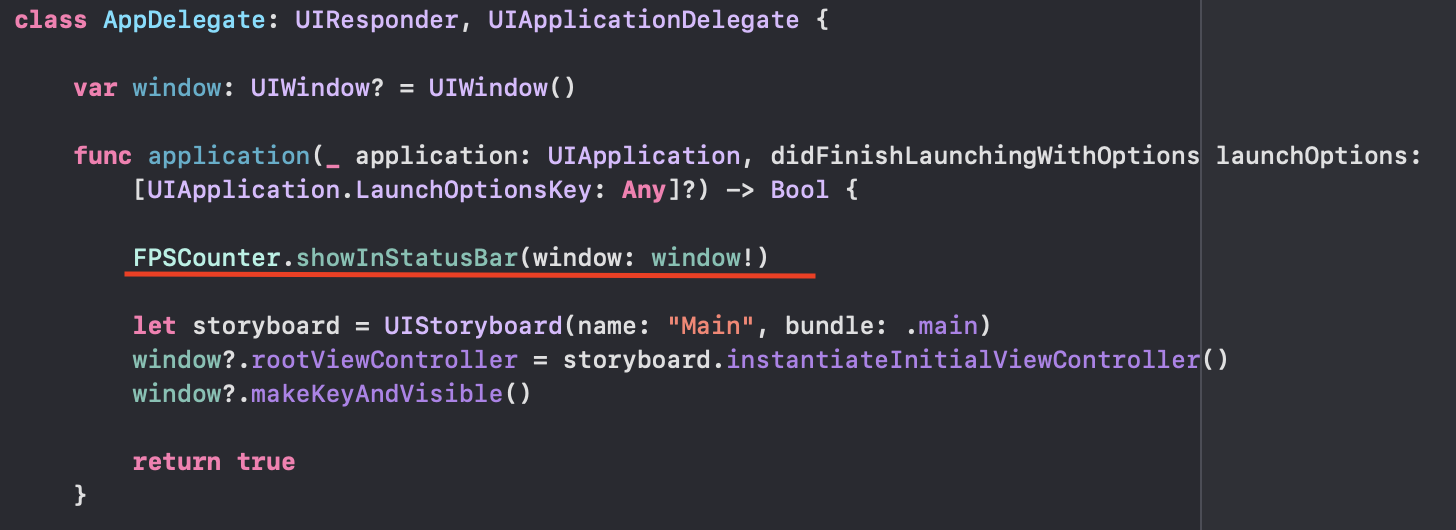 class AppDelegate: UIResponder, UIApplicationDelegate {
var window: UIWindow? = UIWindow()
func application(_ application: UIApplication, didFinishLaunchingWithOptions launchOptions:
[UIApplication.LaunchOptionsKey: Any]?) -> Bool {
FPSCounter.showInStatusBar(window: window!)
let storyboard = UIStoryboard(name: "Main", bundle: .main)
window?.rootViewController = storyboard.instantiateInitialViewController()
window?.makeKeyAndVisible()
return true
}